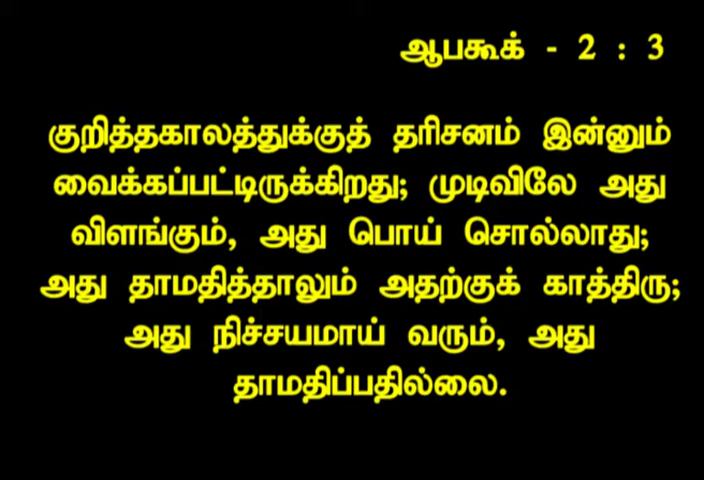 ஆபகூக் - 2 : 3
குறித்தகாலத்துக்குத் தரிசனம் இன்னும்
வைக்கப்பட்டிருக்கிறது; முடிவிலே அது
விளங்கும், அது பொய் சொல்லாது;
அது தாமதித்தாலும் அதற்குக் காத்திரு;
அது நிச்சயமாய் வரும், அது
தாமதிப்பதில்லை.